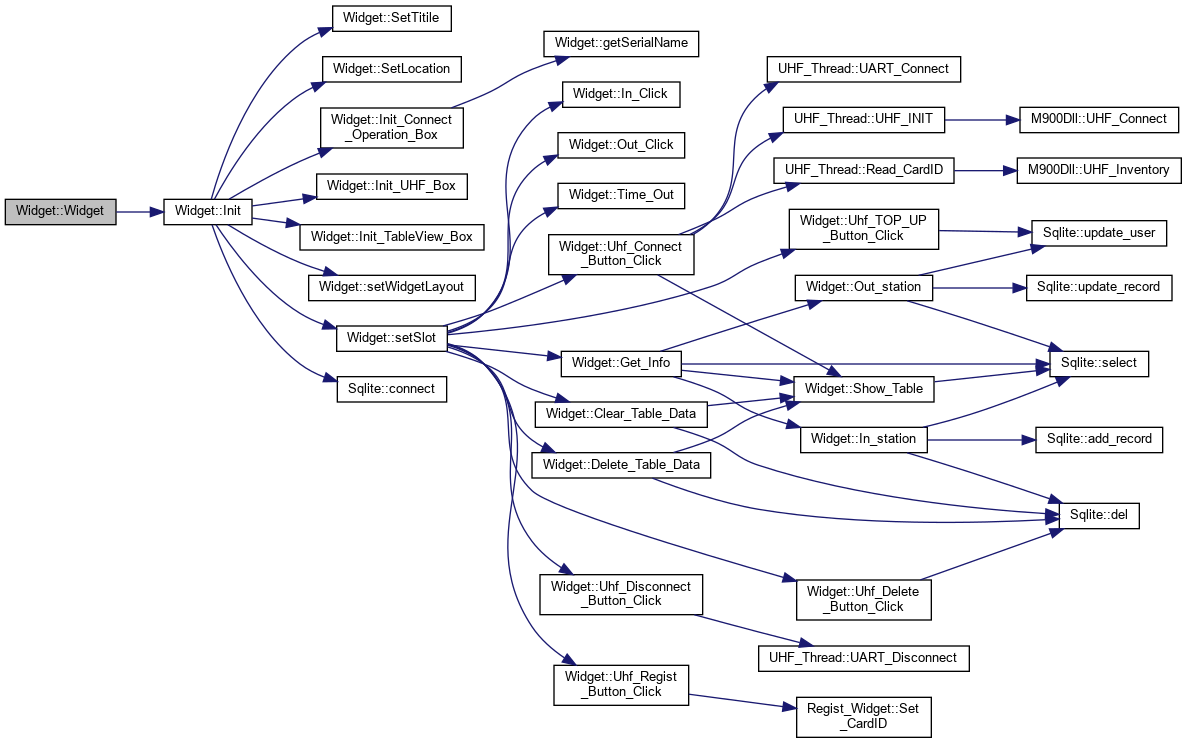 Widget::Widget
Widget::Init
Widget::SetTitile
Widget::SetLocation
Widget::Init_Connect
_Operation_Box
Widget::Init_UHF_Box
Widget::Init_TableView_Box
Widget::setWidgetLayout
Widget::setSlot
Sqlite::connect
Widget::getSerialName
Widget::In_Click
Widget::Out_Click
Widget::Time_Out
Widget::Uhf_Connect
_Button_Click
Widget::Get_Info
Widget::Clear_Table_Data
Widget::Delete_Table_Data
Widget::Uhf_Disconnect
_Button_Click
Widget::Uhf_Regist
_Button_Click
UHF_Thread::UART_Connect
UHF_Thread::UHF_INIT
UHF_Thread::Read_CardID
Widget::Uhf_TOP_UP
_Button_Click
Widget::Out_station
Widget::Show_Table
Widget::In_station
Widget::Uhf_Delete
_Button_Click
UHF_Thread::UART_Disconnect
Regist_Widget::Set
_CardID
M900Dll::UHF_Connect
M900Dll::UHF_Inventory
Sqlite::update_user
Sqlite::update_record
Sqlite::select
Sqlite::add_record
Sqlite::del